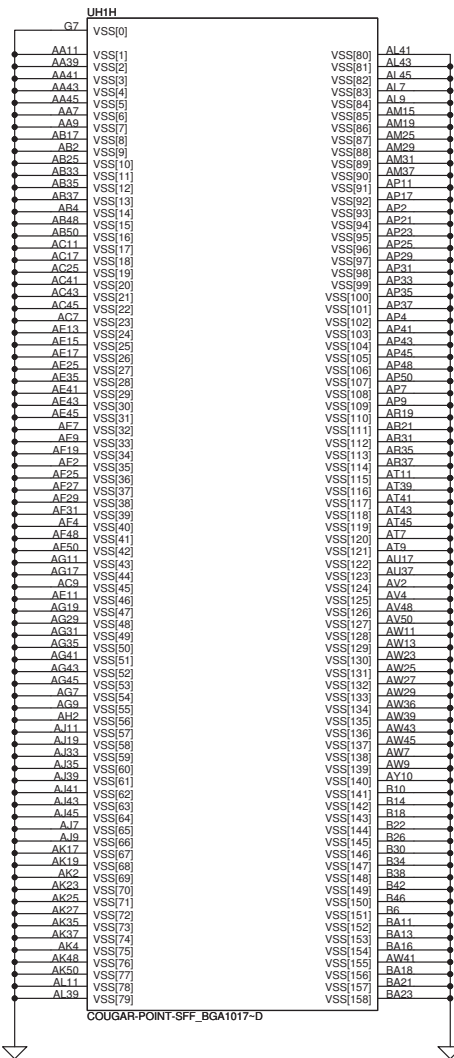 UH1H
G7 VSS[0]
AA11 VSS[1] VSS[80] AL41
AA39 VSS[2] VSS[81] AL43
AA41 VSS[3] VSS[82] AL45
AA43 VSS[4] VSS[83] AL7
AA45 VSS[5] VSS[84] AL9
AA7 VSS[6] VSS[85] AM15
AA9 VSS[7] VSS[86] AM19
AB17 VSS[8] VSS[87] AM25
AB2 VSS[9] VSS[88] AM29
AB25 VSS[10] VSS[89] AM31
AB33 VSS[11] VSS[90] AM37
AB35 VSS[12] VSS[91] AP11
AB37 VSS[13] VSS[92] AP17
AB4 VSS[14] VSS[93] AP2
AB48 VSS[15] VSS[94] AP21
AB50 VSS[16] VSS[95] AP23
AC11 VSS[17] VSS[96] AP25
AC17 VSS[18] VSS[97] AP29
AC25 VSS[19] VSS[98] AP31
AC41 VSS[20] VSS[99] AP33
AC43 VSS[21] VSS[100] AP35
AC45 VSS[22] VSS[101] AP37
AC7 VSS[23] VSS[102] AP4
AE13 VSS[24] VSS[103] AP41
AE15 VSS[25] VSS[104] AP43
AE17 VSS[26] VSS[105] AP45
AE25 VSS[27] VSS[106] AP48
AE35 VSS[28] VSS[107] AP50
AE41 VSS[29] VSS[108] AP7
AE43 VSS[30] VSS[109] AP9
AE45 VSS[31] VSS[110] AR19
AE7 VSS[32] VSS[111] AR21
AE9 VSS[33] VSS[112] AR31
AF19 VSS[34] VSS[113] AR35
AF2 VSS[35] VSS[114] AR37
AF25 VSS[36] VSS[115] AT11
AF27 VSS[37] VSS[116] AT39
AF29 VSS[38] VSS[117] AT41
AF31 VSS[39] VSS[118] AT43
AF4 VSS[40] VSS[119] AT45
AF48 VSS[41] VSS[120] AT7
AF50 VSS[42] VSS[121] AT9
AG11 VSS[43] VSS[122] AU17
AG17 VSS[44] VSS[123] AU37
AC9 VSS[45] VSS[124] AV2
AE11 VSS[46] VSS[125] AV4
AG19 VSS[47] VSS[126] AV48
AG29 VSS[48] VSS[127] AV50
AG31 VSS[49] VSS[128] AW11
AG35 VSS[50] VSS[129] AW13
AG41 VSS[51] VSS[130] AW23
AG43 VSS[52] VSS[131] AW25
AG45 VSS[53] VSS[132] AW27
AG7 VSS[54] VSS[133] AW29
AG9 VSS[55] VSS[134] AW36
AH2 VSS[56] VSS[135] AW39
AJ11 VSS[57] VSS[136] AW43
AJ19 VSS[58] VSS[137] AW45
AJ33 VSS[59] VSS[138] AW7
AJ35 VSS[60] VSS[139] AW9
AJ39 VSS[61] VSS[140] AY10
AJ41 VSS[62] VSS[141] B10
AJ43 VSS[63] VSS[142] B14
AJ45 VSS[64] VSS[143] B18
AJ7 VSS[65] VSS[144] B22
AJ9 VSS[66] VSS[145] B26
AK17 VSS[67] VSS[146] B30
AK19 VSS[68] VSS[147] B34
AK2 VSS[69] VSS[148] B38
AK23 VSS[70] VSS[149] B42
AK25 VSS[71] VSS[150] B46
AK27 VSS[72] VSS[151] B6
AK35 VSS[73] VSS[152] BA11
AK37 VSS[74] VSS[153] BA13
AK4 VSS[75] VSS[154] BA16
AK48 VSS[76] VSS[155] AW41
AK50 VSS[77] VSS[156] BA18
AL11 VSS[78] VSS[157] BA21
AL39 VSS[79] VSS[158] BA23
COUGAR-POINT-SFF_BGA1017~D